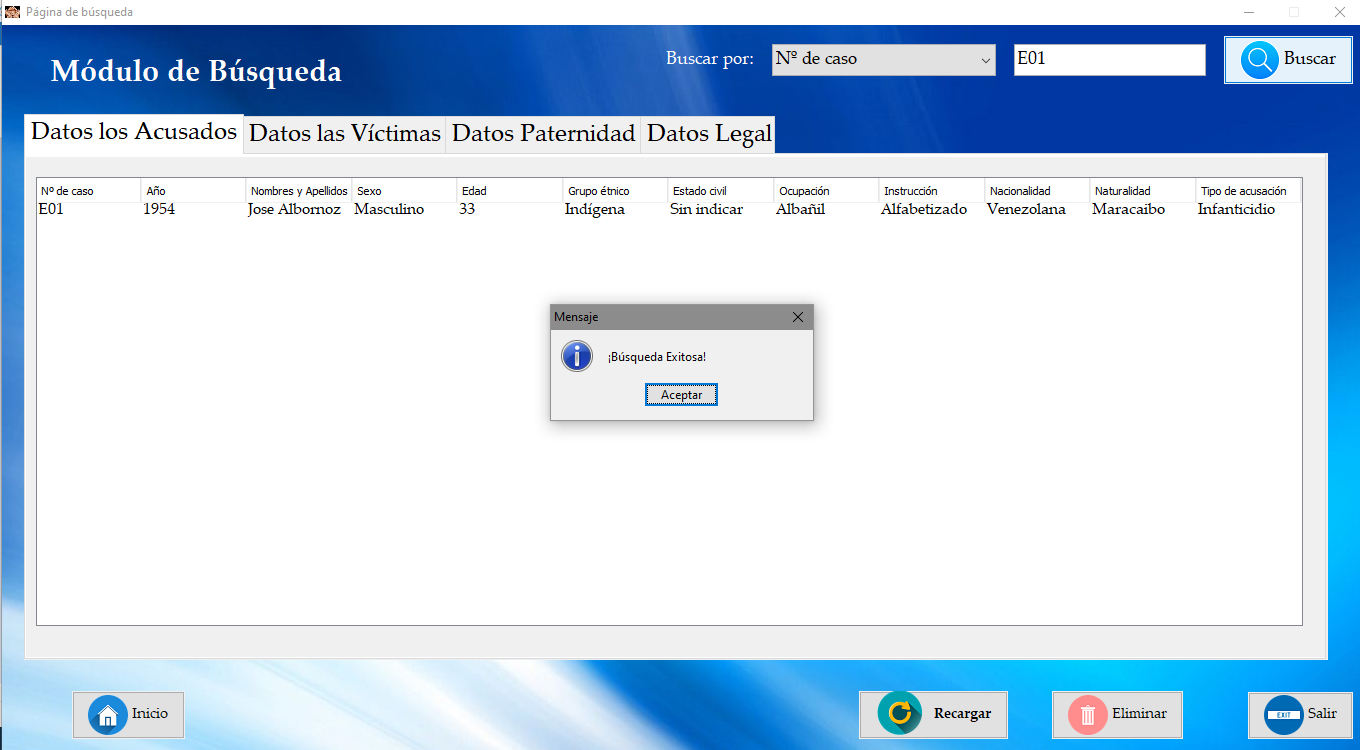 Página de búsqueda
Módulo de Búsqueda
Buscar por: Nº de caso E01 Buscar
Datos los Acusados Datos las Víctimas Datos Paternidad Datos Legal
Nº de caso Año Nombres y Apellidos Sexo Edad Grupo étnico Estado civil Ocupación Instrucción Nacionalidad Naturalidad Tipo de acusación
E01 1954 Jose Albornoz Masculino 33 Indígena Sin indicar Albañil Alfabetizado Venezolana Maracaibo Infanticidio
Mensaje
¡Búsqueda Exitosa!
Aceptar
Inicio Recargar Eliminar EXIT Salir